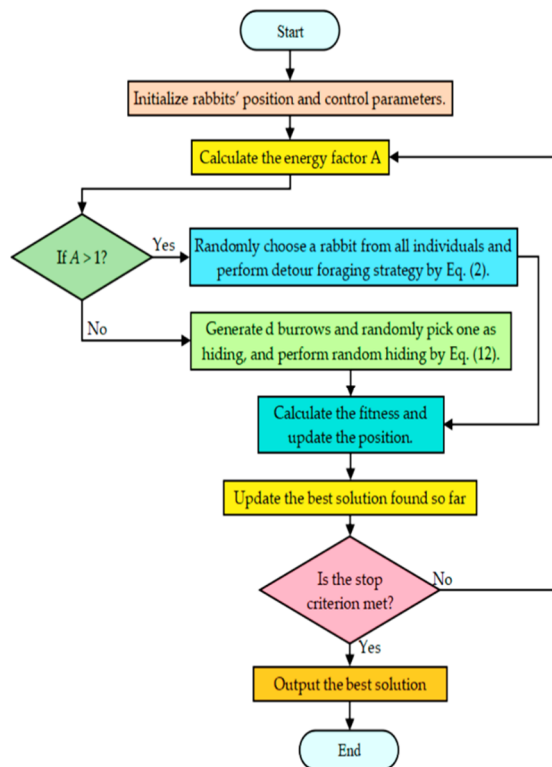 Start
Initialize rabbits' position and control parameters.
Calculate the energy factor A
If A > 1?
Yes
Randomly choose a rabbit from all individuals and
perform detour foraging strategy by Eq. (2).
No
Generate d burrows and randomly pick one as
hiding, and perform random hiding by Eq. (12).
Calculate the fitness and
update the position.
Update the best solution found so far
Is the stop
criterion met?
No
Yes
Output the best solution
End